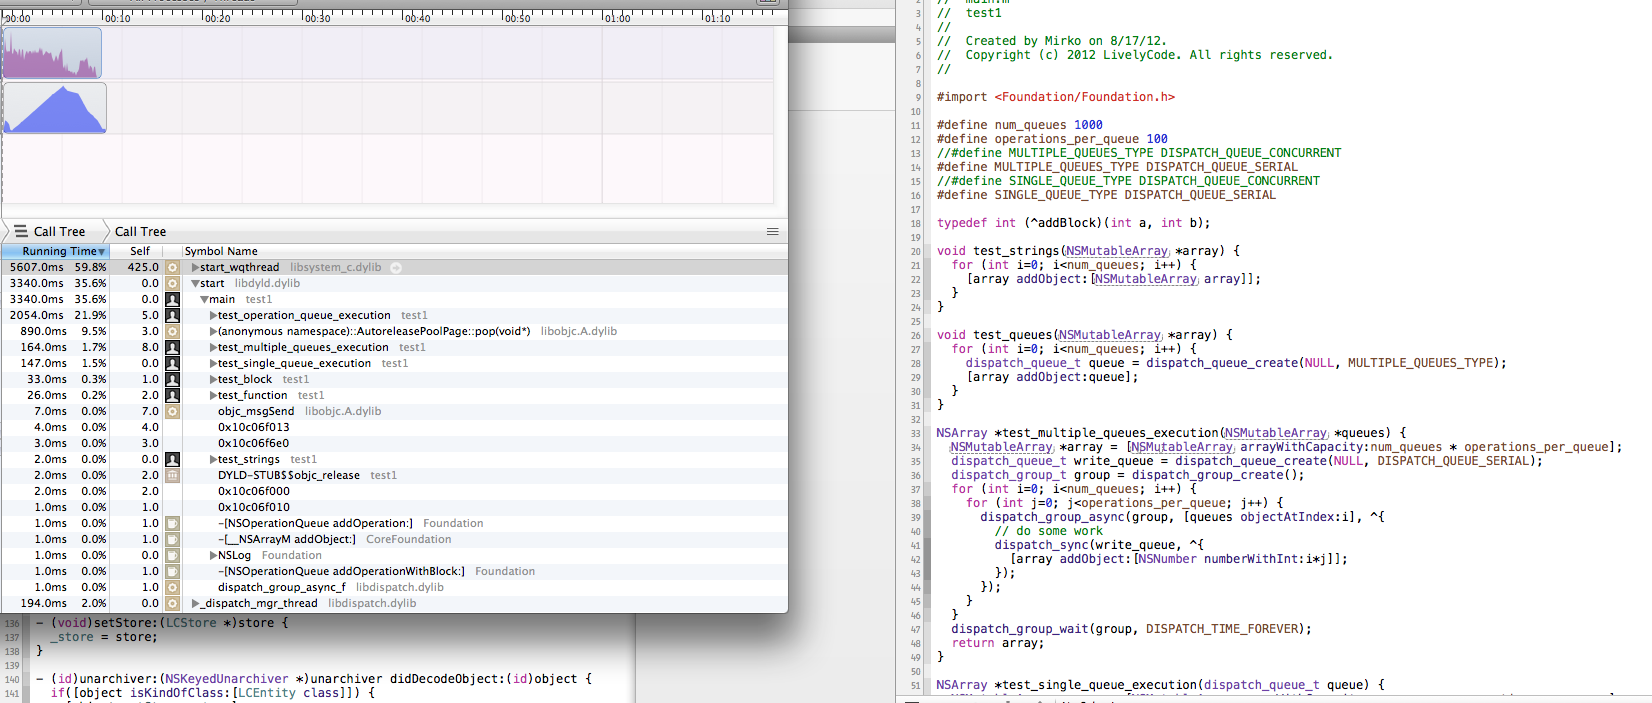 00:00 00:10 00:20 00:30 00:40 00:50 01:00 01:10
Call Tree Call Tree
Running Time Self Symbol Name
5607.0ms 59.8% 425.0 start_wqthread libsystem_c.dylib
3340.0ms 35.6% 0.0 start libdyld.dylib
3340.0ms 35.6% 0.0 main test1
2054.0ms 21.9% 5.0 test_operation_queue_execution test1
890.0ms 9.5% 3.0 (anonymous namespace)::AutoreleasePoolPage::pop(void*) libobjc.A.dylib
164.0ms 1.7% 8.0 test_multiple_queues_execution test1
147.0ms 1.5% 0.0 test_single_queue_execution test1
33.0ms 0.3% 1.0 test_block test1
26.0ms 0.2% 2.0 test_function test1
7.0ms 0.0% 7.0 objc_msgSend libobjc.A.dylib
4.0ms 0.0% 4.0 0x10c06f013
3.0ms 0.0% 3.0 0x10c06f6e0
2.0ms 0.0% 0.0 test_strings test1
2.0ms 0.0% 2.0 DYLD-STUB$$objc_release test1
2.0ms 0.0% 2.0 0x10c06f000
1.0ms 0.0% 1.0 0x10c06f010
1.0ms 0.0% 1.0 -[NSOperationQueue addOperation:] Foundation
1.0ms 0.0% 1.0 -[__NSArrayM addObject:] CoreFoundation
1.0ms 0.0% 0.0 NSLog Foundation
1.0ms 0.0% 1.0 -[NSOperationQueue addOperationWithBlock:] Foundation
1.0ms 0.0% 1.0 dispatch_group_async_f libdispatch.dylib
194.0ms 2.0% 0.0 _dispatch_mgr_thread libdispatch.dylib
136 - (void)setStore:(LCStore *)store {
137 _store = store;
138 }
139
140 - (id)unarchiver:(NSKeyedUnarchiver *)unarchiver didDecodeObject:(id)object {
141 if([object isKindOfClass:[LCEntity class]]) {
2 // main.m
3 // test1
4 //
5 // Created by Mirko on 8/17/12.
6 // Copyright (c) 2012 LivelyCode. All rights reserved.
7 //
8
9 #import <Foundation/Foundation.h>
10
11 #define num_queues 1000
12 #define operations_per_queue 100
13 //#define MULTIPLE_QUEUES_TYPE DISPATCH_QUEUE_CONCURRENT
14 #define MULTIPLE_QUEUES_TYPE DISPATCH_QUEUE_SERIAL
15 //#define SINGLE_QUEUE_TYPE DISPATCH_QUEUE_CONCURRENT
16 #define SINGLE_QUEUE_TYPE DISPATCH_QUEUE_SERIAL
17
18 typedef int (^addBlock)(int a, int b);
19
20 void test_strings(NSMutableArray *array) {
21 for (int i=0; i<num_queues; i++) {
22 [array addObject:[NSMutableArray array]];
23 }
24 }
25
26 void test_queues(NSMutableArray *array) {
27 for (int i=0; i<num_queues; i++) {
28 dispatch_queue_t queue = dispatch_queue_create(NULL, MULTIPLE_QUEUES_TYPE);
29 [array addObject:queue];
30 }
31 }
32
33 NSArray *test_multiple_queues_execution(NSMutableArray *queues) {
34 NSMutableArray *array = [NSMutableArray arrayWithCapacity:num_queues * operations_per_queue];
35 dispatch_queue_t write_queue = dispatch_queue_create(NULL, DISPATCH_QUEUE_SERIAL);
36 dispatch_group_t group = dispatch_group_create();
37 for (int i=0; i<num_queues; i++) {
38 for (int j=0; j<operations_per_queue; j++) {
39 dispatch_group_async(group, [queues objectAtIndex:i], ^{
40 // do some work
41 dispatch_sync(write_queue, ^{
42 [array addObject:[NSNumber numberWithInt:i*j]];
43 });
44 });
45 }
46 }
47 dispatch_group_wait(group, DISPATCH_TIME_FOREVER);
48 return array;
49 }
50
51 NSArray *test_single_queue_execution(dispatch_queue_t queue) {